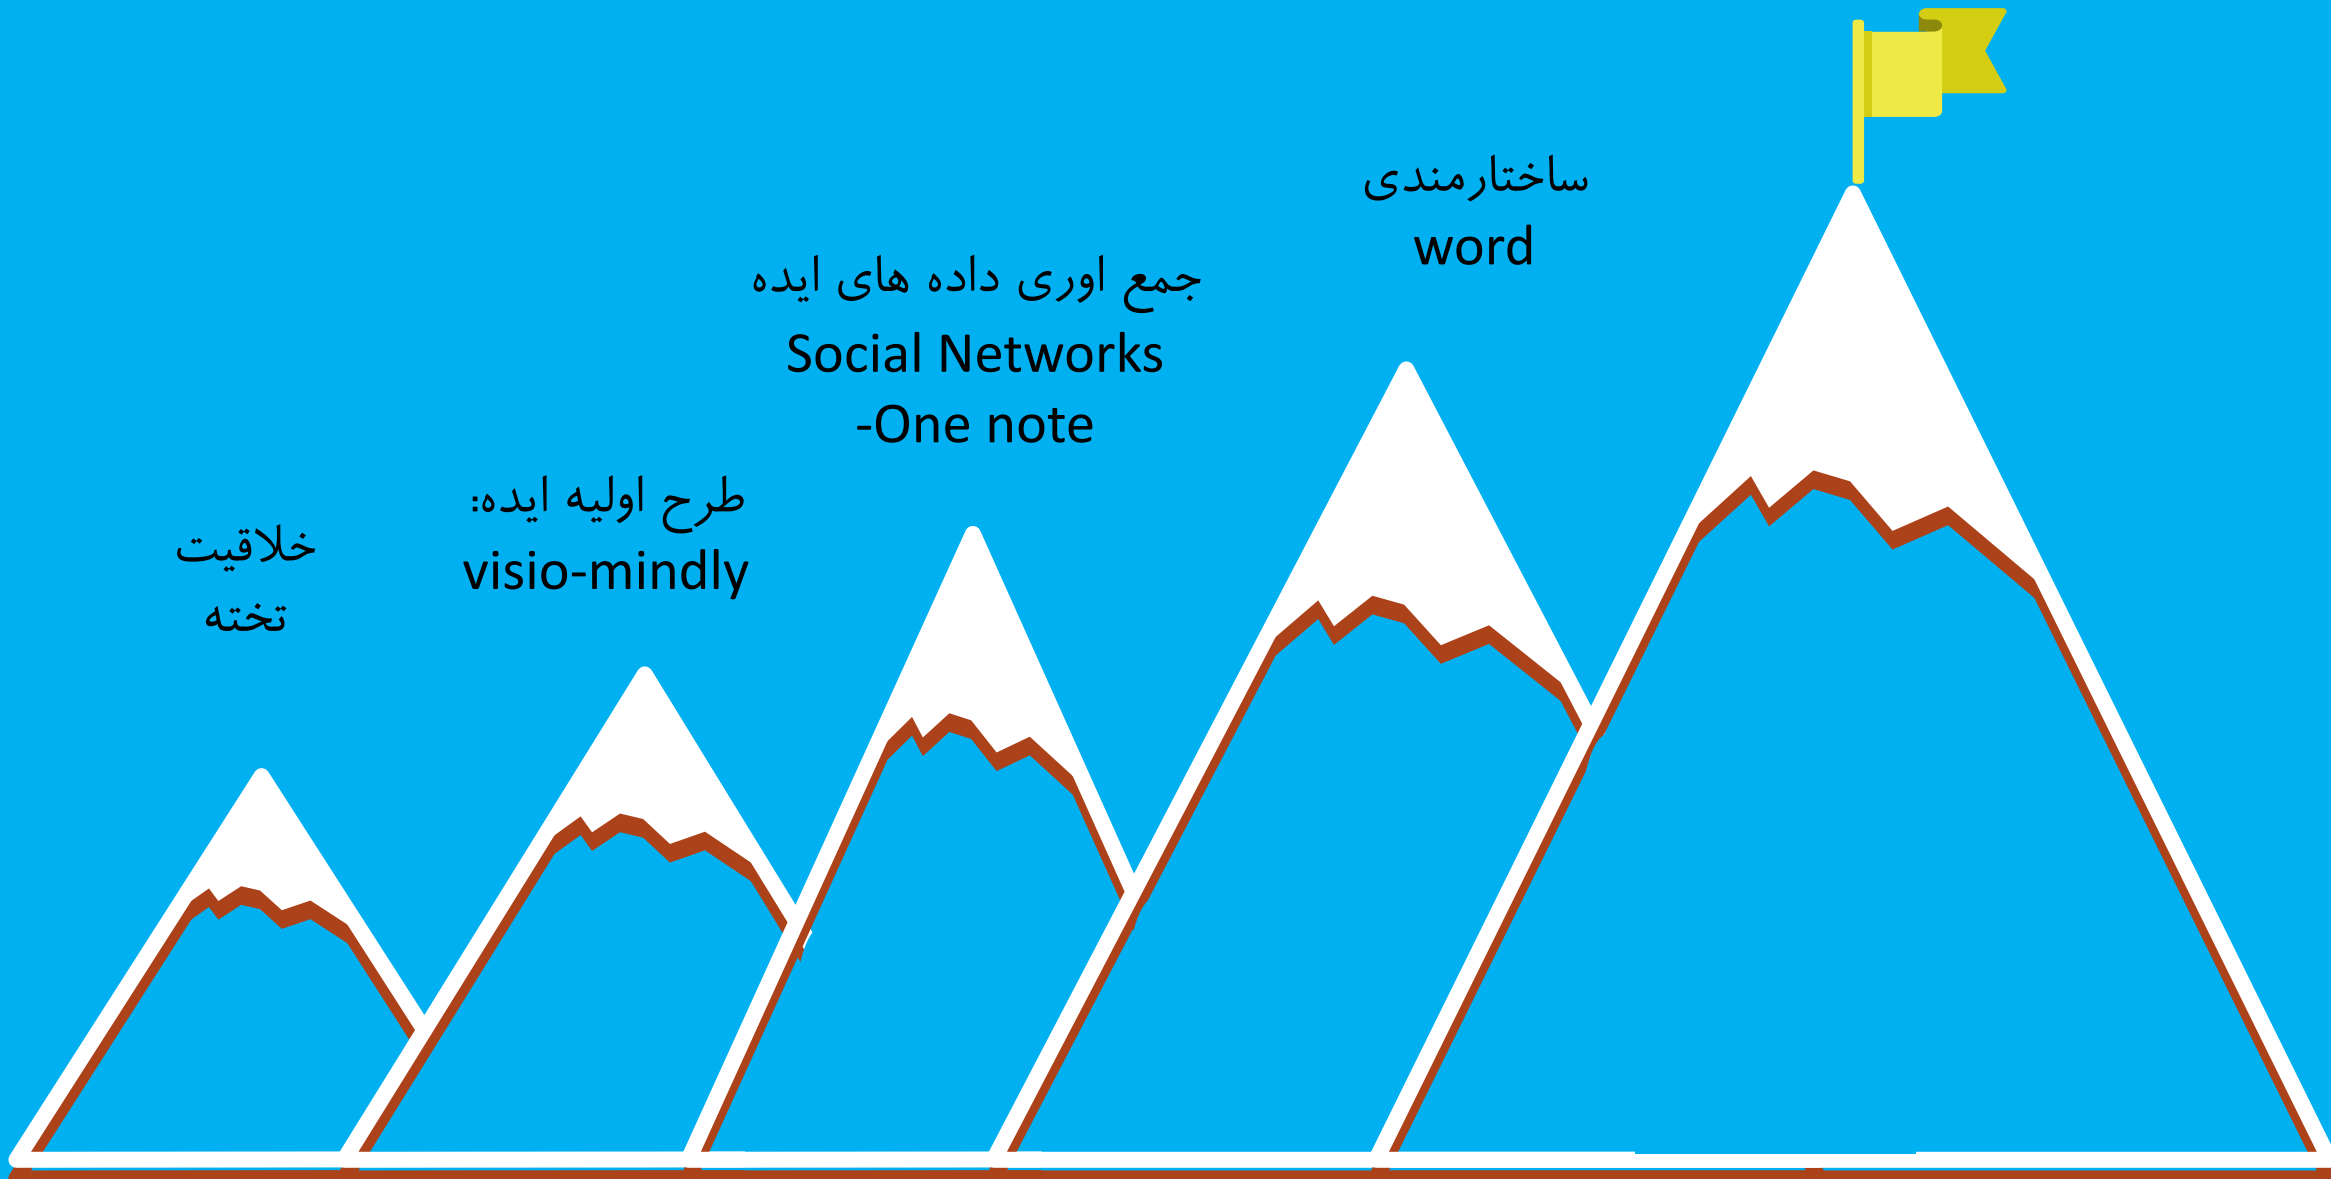 خلاقیت
تخته
طرح اولیه ایده:
visio-mindly
جمع اوری داده های ایده
Social Networks
-One note
ساختارمندی
word